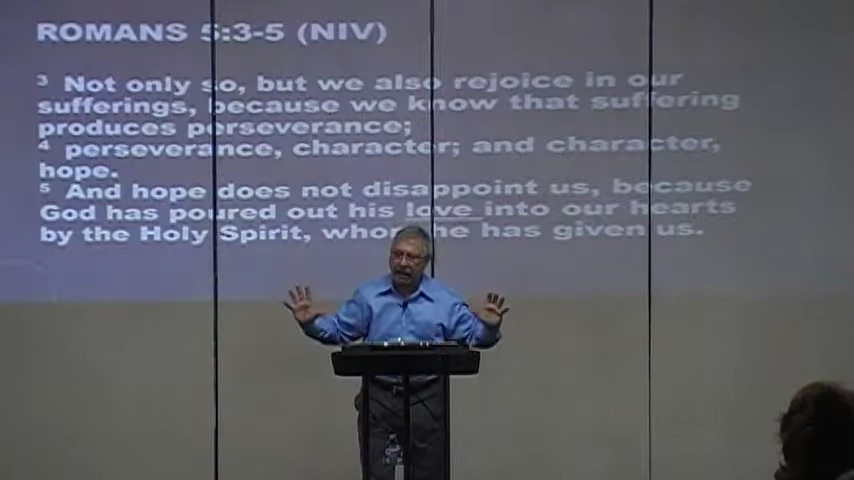 ROMANS 5:3-5 (NIV)
3 Not only so, but we also rejoice in our
sufferings, because we know that suffering
produces perseverance;
4 perseverance, character; and character,
hope.
5 And hope does not disappoint us, because
God has poured out his love into our hearts
by the Holy Spirit, whom he has given us.